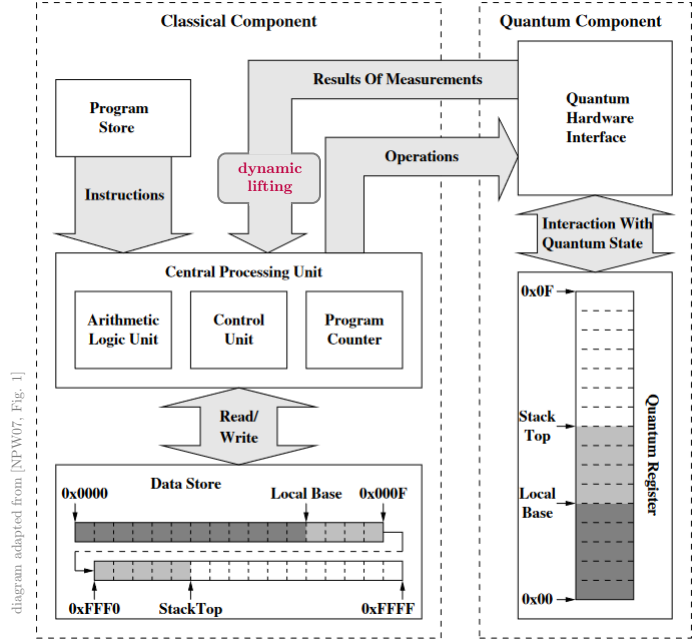 Classical Component
Quantum Component
Program
Store
Results Of Measurements
Quantum
Hardware
Interface
dynamic
lifting
Operations
Instructions
Interaction With
Quantum State
Central Processing Unit
Arithmetic
Logic Unit
Control
Unit
Program
Counter
0x0F
Read/
Write
Stack
Top
Quantum Register
Local
Base
0x00
Data Store
0x0000
Local Base
0x000F
0xFFF0
StackTop
0xFFFF
diagram adapted from [NPW07, Fig. 1]